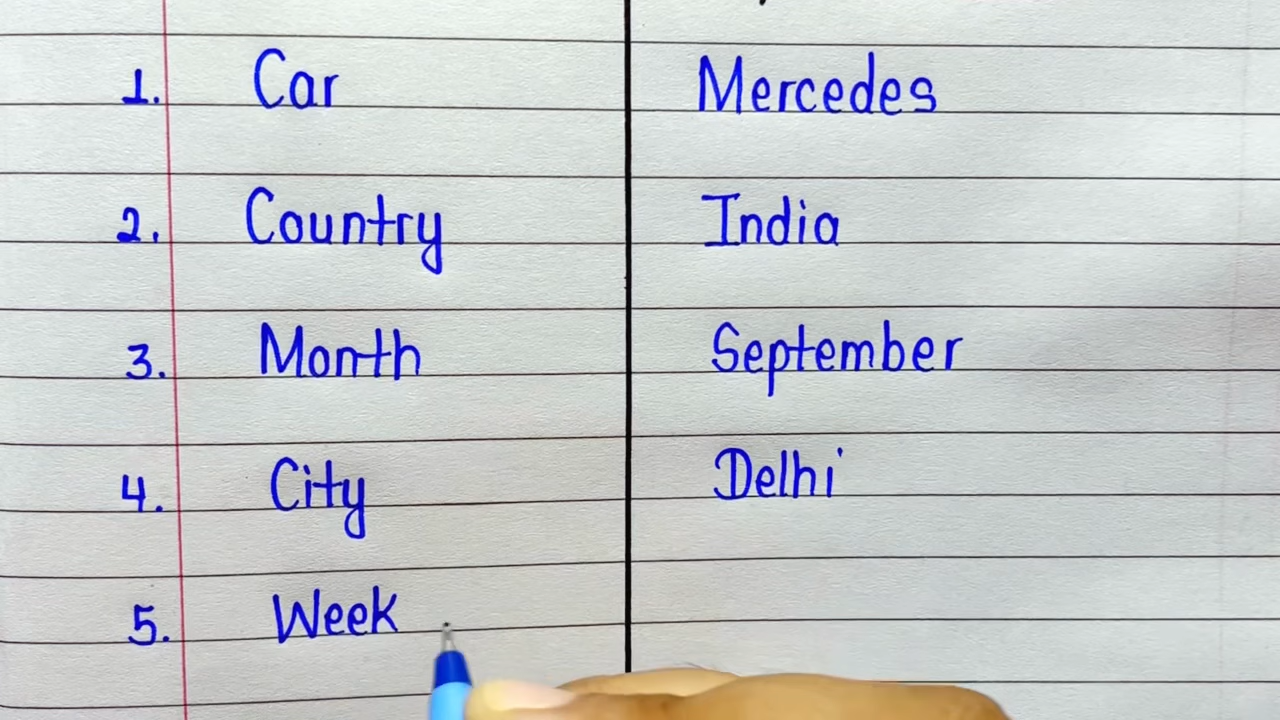 1. Car Mercedes
2. Country India
3. Month September
4. City Delhi
5. Week